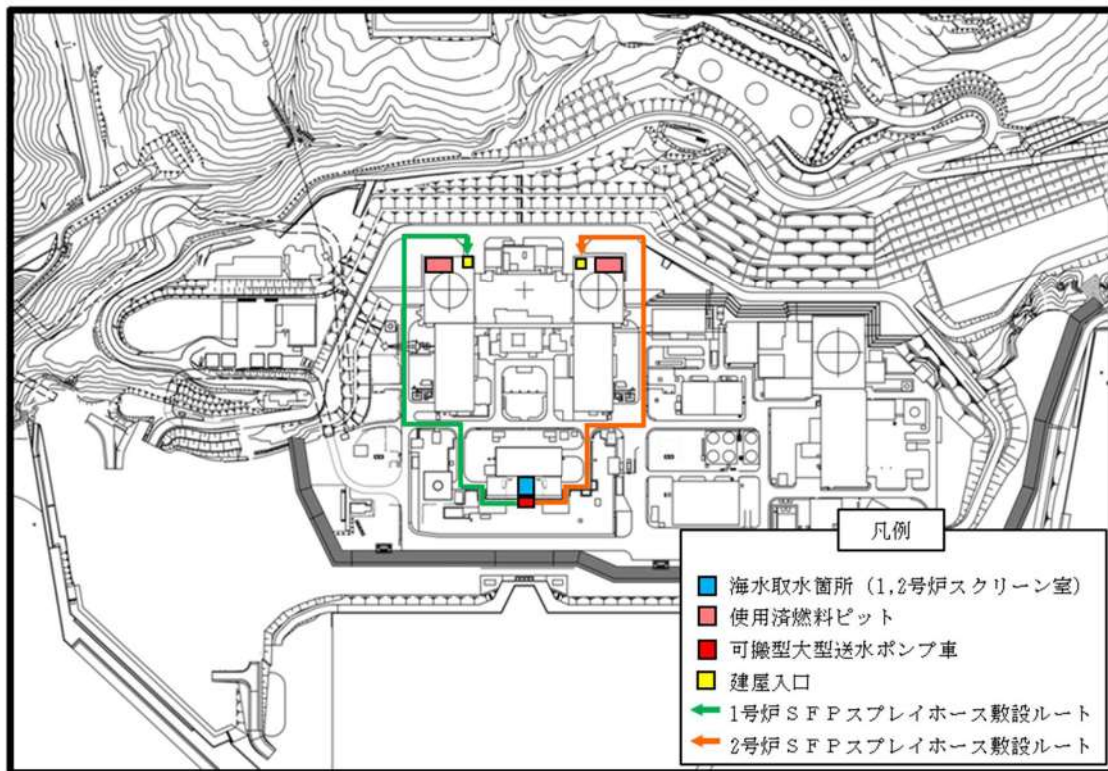 凡例
海水取水箇所 (1,2号炉スクリーン室)
使用済燃料ピット
可搬型大型送水ポンプ車
建屋入口
1号炉SFPスプレイホース敷設ルート
2号炉SFPスプレイホース敷設ルート